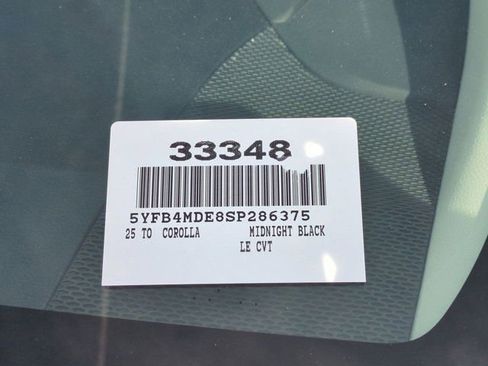 33348
5YFB4MDE8SP286375
25 TO COROLLA MIDNIGHT BLACK
LE CVT